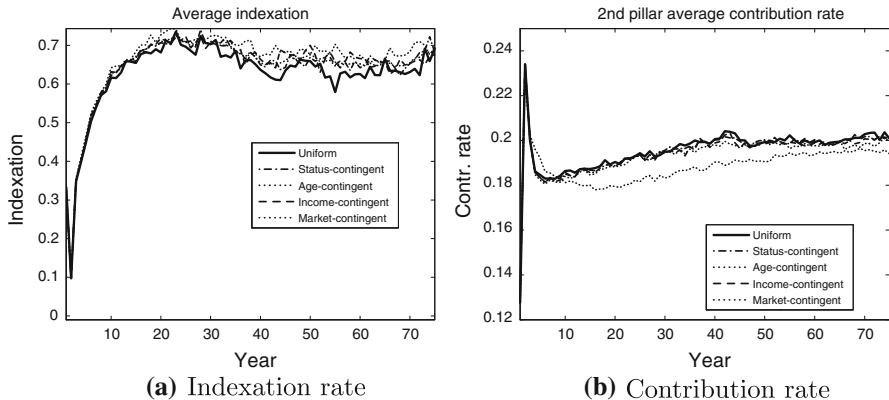 Average indexation
0.7
0.6
0.5
0.4
0.3
0.2
0.1
0
Indexation
Uniform
Status-contingent
Age-contingent
Income-contingent
Market-contingent
10 20 30 40 50 60 70
Year
(a) Indexation rate
2nd pillar average contribution rate
0.24
0.22
0.2
0.18
0.16
0.14
0.12
Contr. rate
Uniform
Status-contingent
Age-contingent
Income-contingent
Market-contingent
10 20 30 40 50 60 70
Year
(b) Contribution rate